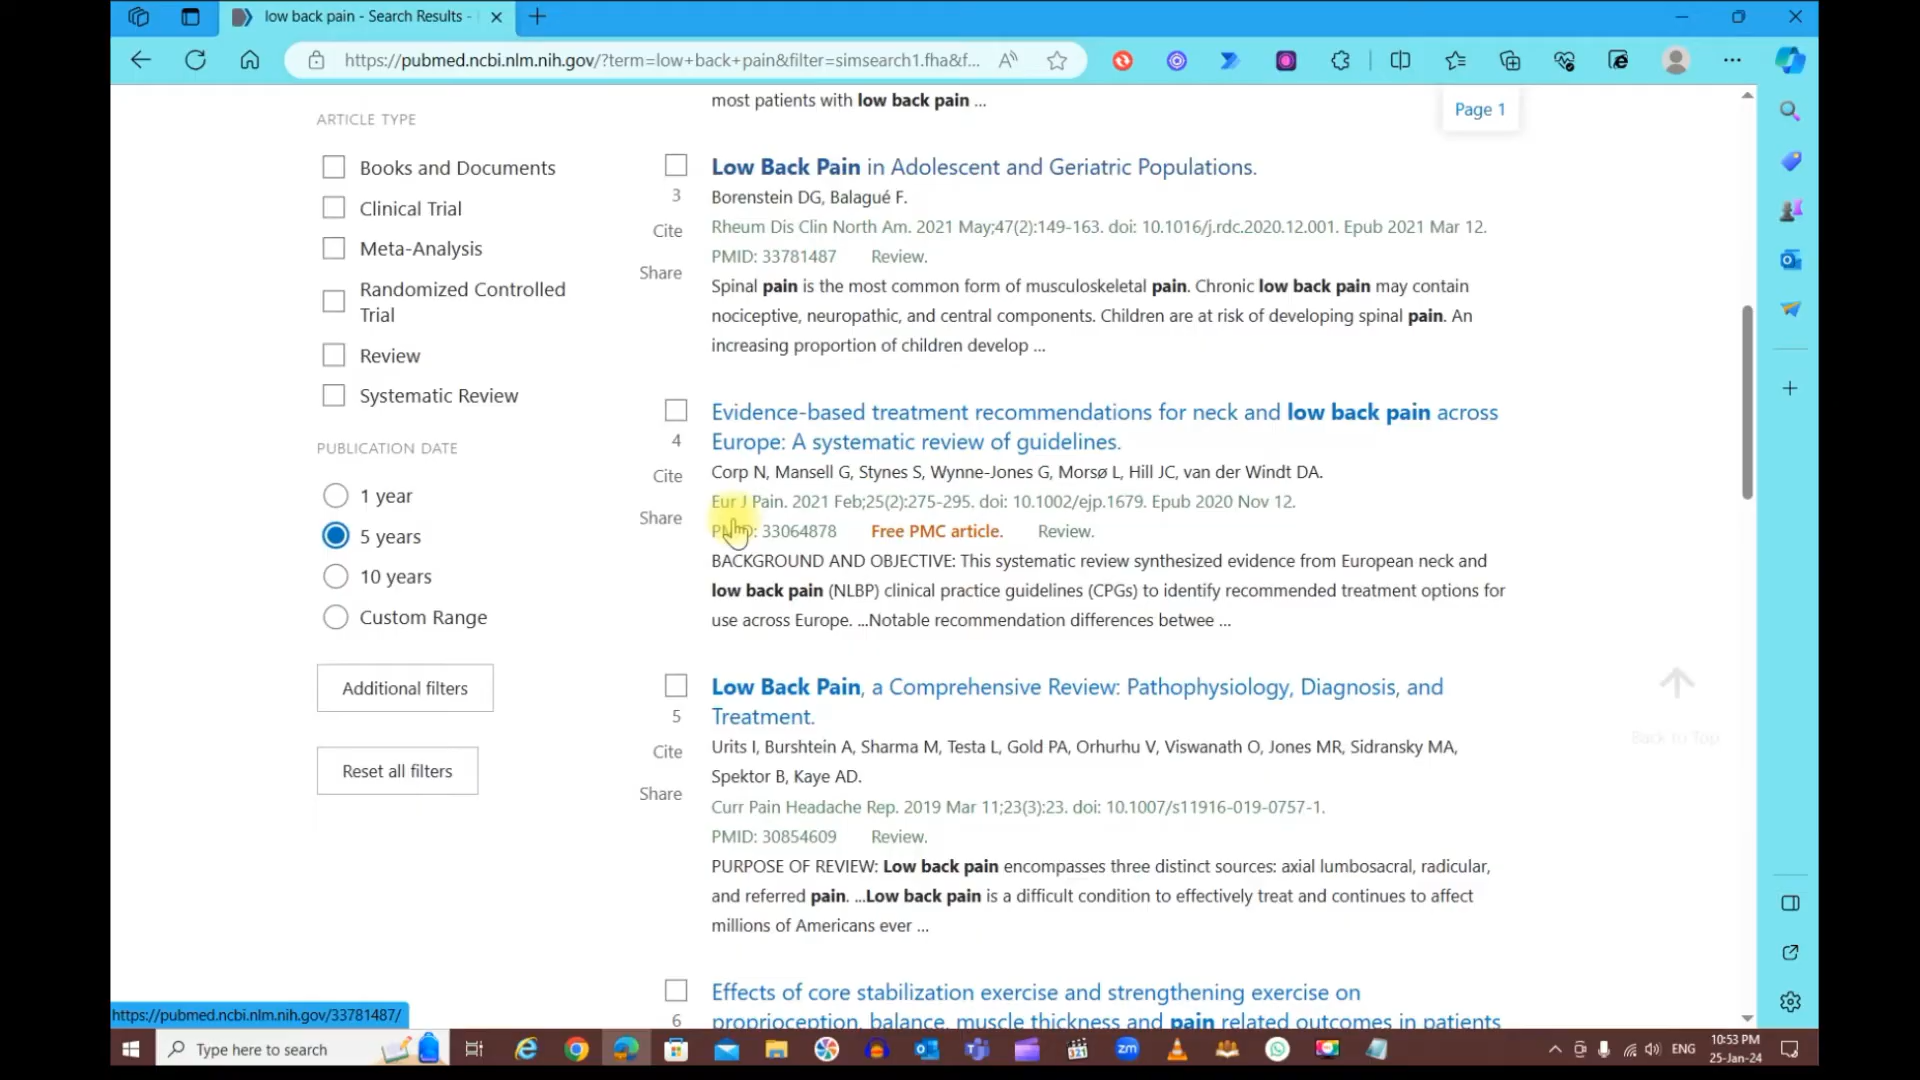 low back pain - Search Results -
https://pubmed.ncbi.nlm.nih.gov/?term=low+back+pain&filter=simsearch1.fha&f...
most patients with low back pain ...
Page 1
ARTICLE TYPE
Books and Documents
Clinical Trial
Meta-Analysis
Randomized Controlled
Trial
Review
Systematic Review
PUBLICATION DATE
1 year
5 years
10 years
Custom Range
Additional filters
Reset all filters
3
Cite
Share
Low Back Pain in Adolescent and Geriatric Populations.
Borenstein DG, Balagué F.
Rheum Dis Clin North Am. 2021 May;47(2):149-163. doi: 10.1016/j.rdc.2020.12.001. Epub 2021 Mar 12.
PMID: 33781487 Review.
Spinal pain is the most common form of musculoskeletal pain. Chronic low back pain may contain
nociceptive, neuropathic, and central components. Children are at risk of developing spinal pain. An
increasing proportion of children develop ...
4
Cite
Share
Evidence-based treatment recommendations for neck and low back pain across
Europe: A systematic review of guidelines.
Corp N, Mansell G, Stynes S, Wynne-Jones G, Morsø L, Hill JC, van der Windt DA.
Eur J Pain. 2021 Feb;25(2):275-295. doi: 10.1002/ejp.1679. Epub 2020 Nov 12.
PMID: 33064878 Free PMC article. Review.
BACKGROUND AND OBJECTIVE: This systematic review synthesized evidence from European neck and
low back pain (NLBP) clinical practice guidelines (CPGs) to identify recommended treatment options for
use across Europe. ...Notable recommendation differences betwee ...
5
Cite
Share
Low Back Pain, a Comprehensive Review: Pathophysiology, Diagnosis, and
Treatment.
Urits I, Burshtein A, Sharma M, Testa L, Gold PA, Orhurhu V, Viswanath O, Jones MR, Sidransky MA,
Spektor B, Kaye AD.
Curr Pain Headache Rep. 2019 Mar 11;23(3):23. doi: 10.1007/s11916-019-0757-1.
PMID: 30854609 Review.
PURPOSE OF REVIEW: Low back pain encompasses three distinct sources: axial lumbosacral, radicular,
and referred pain. ...Low back pain is a difficult condition to effectively treat and continues to affect
millions of Americans ever ...
6
Effects of core stabilization exercise and strengthening exercise on
proprioception, balance, muscle thickness and pain related outcomes in patients
Back to Top
https://pubmed.ncbi.nlm.nih.gov/33781487/
Type here to search
zm
ENG
10:53 PM
25-Jan-24